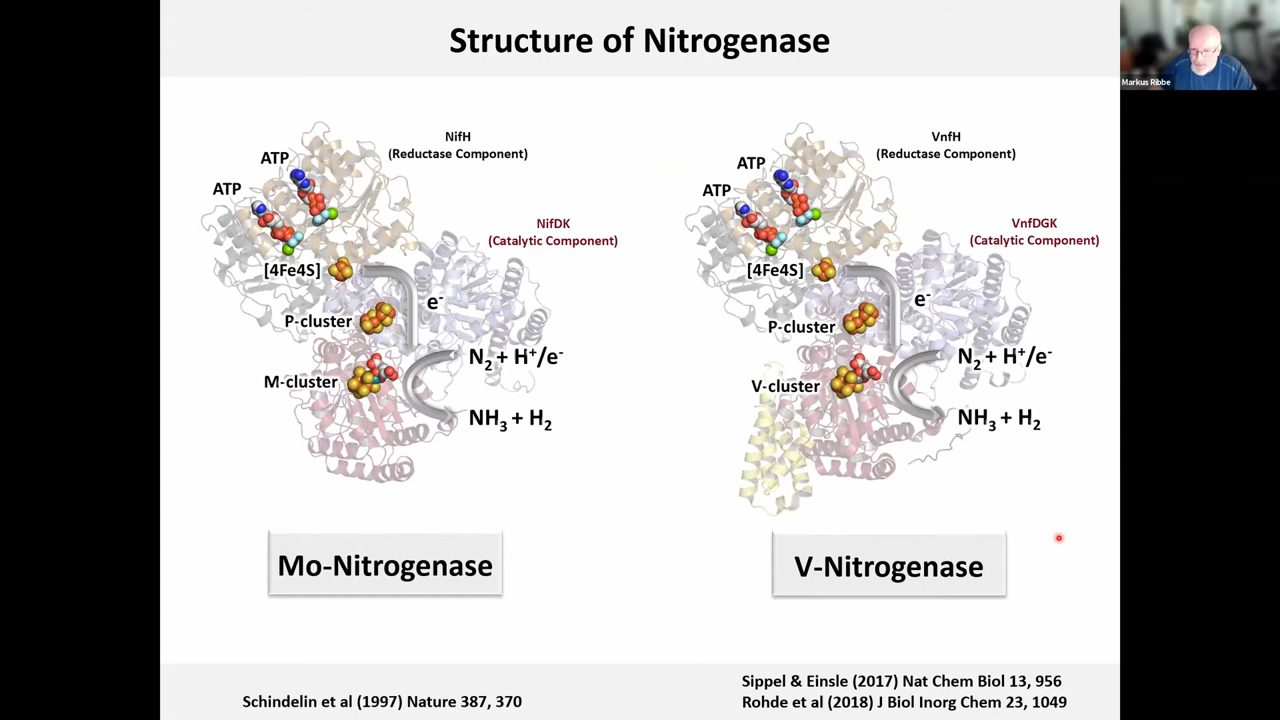 Structure of Nitrogenase
Markus Ribbe
NifH
(Reductase Component)
ATP
ATP
NifDK
(Catalytic Component)
[4Fe4S]
e-
P-cluster
N2 + H+/e-
M-cluster
NH3 + H2
Mo-Nitrogenase
VnfH
(Reductase Component)
ATP
ATP
VnfDGK
(Catalytic Component)
[4Fe4S]
e-
P-cluster
N2 + H+/e-
V-cluster
NH3 + H2
V-Nitrogenase
Schindelin et al (1997) Nature 387, 370
Sippel & Einsle (2017) Nat Chem Biol 13, 956
Rohde et al (2018) J Biol Inorg Chem 23, 1049